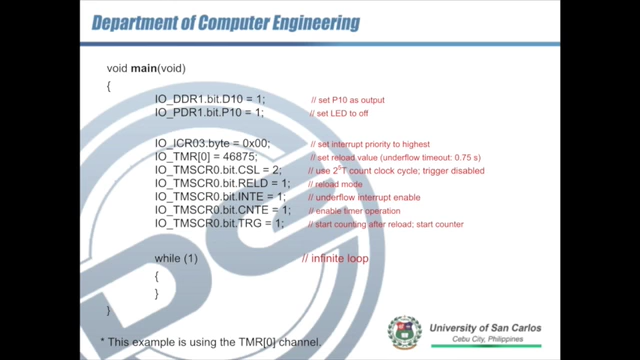 Department of Computer Engineering
void main(void)
{
IO_DDR1.bit.D10 = 1; // set P10 as output
IO_PDR1.bit.P10 = 1; // set LED to off
IO_ICR03.byte = 0x00; // set interrupt priority to highest
IO_TMR[0] = 46875; // set reload value (underflow timeout: 0.75 s)
IO_TMSCR0.bit.CSL = 2; // use 2⁵T count clock cycle; trigger disabled
IO_TMSCR0.bit.RELD = 1; // reload mode
IO_TMSCR0.bit.INTE = 1; // underflow interrupt enable
IO_TMSCR0.bit.CNTE = 1; // enable timer operation
IO_TMSCR0.bit.TRG = 1; // start counting after reload; start counter
while (1) // infinite loop
{
}
}
* This example is using the TMR[0] channel.
University of San Carlos
Cebu City, Philippines